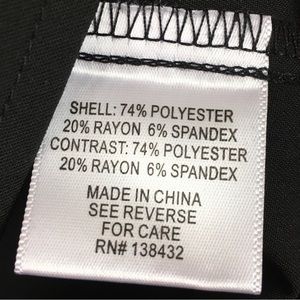 SHELL: 74% POLYESTER
20% RAYON 6% SPANDEX
CONTRAST: 74% POLYESTER
20% RAYON 6% SPANDEX
MADE IN CHINA
SEE REVERSE
FOR CARE
RN# 138432